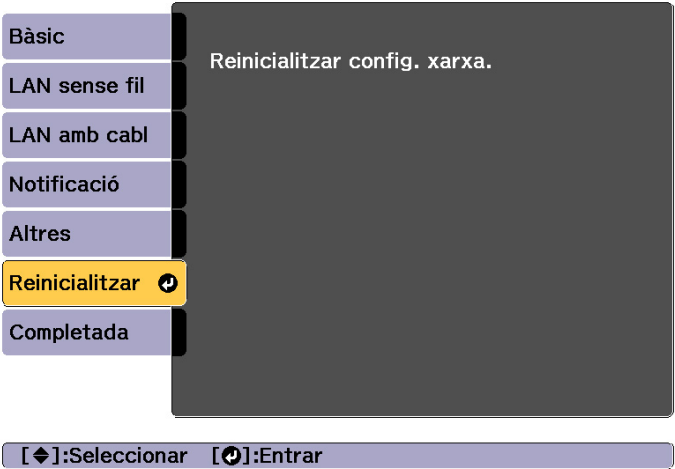 Bàsic
LAN sense fil
LAN amb cabl
Notificació
Altres
Reinicialitzar
Completada
Reinicialitzar config. xarxa.
[◆]:Seleccionar [↵]:Entrar